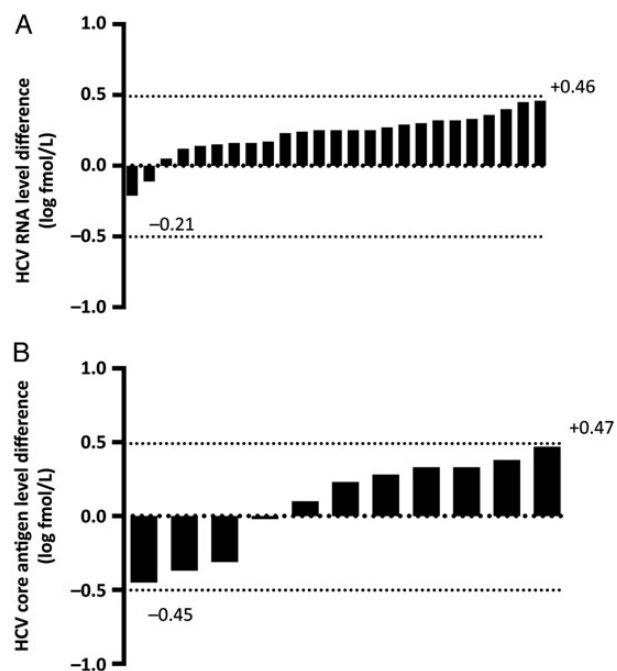 A
HCV RNA level difference
(log fmol/L)
1.0
0.5
0.0
−0.5
−1.0
+0.46
−0.21
B
HCV core antigen level difference
(log fmol/L)
1.0
0.5
0.0
−0.5
−1.0
+0.47
−0.45